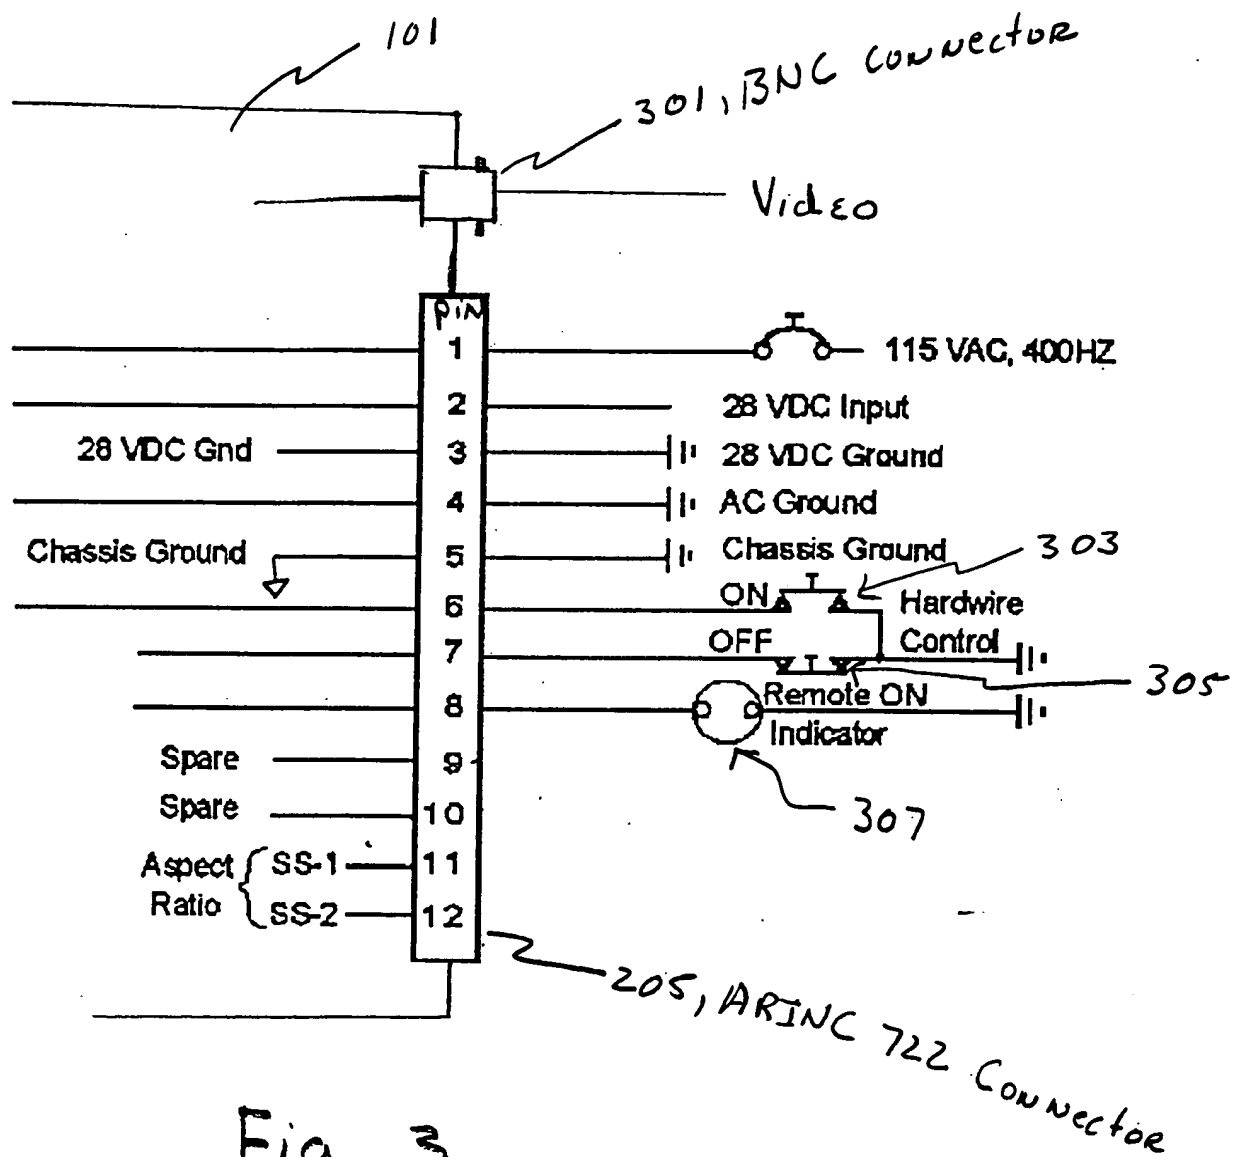 101
301, BNC Connector
Video
pin
1
115 VAC, 400HZ
2
28 VDC Input
28 VDC Gnd
3
28 VDC Ground
4
AC Ground
Chassis Ground
5
Chassis Ground
303
ON
6
Hardwire
Control
OFF
7
305
8
Remote ON
Indicator
Spare
9
307
Spare
10
Aspect
Ratio
SS-1
11
SS-2
12
205, ARINC 722 Connector
Fig 3